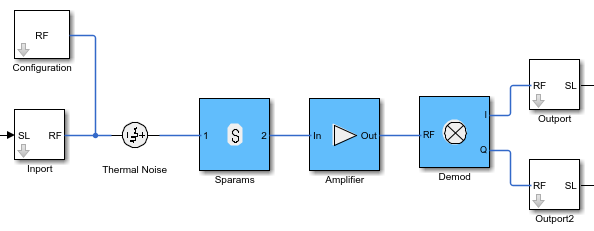 RF
Configuration
SL RF
Inport
Thermal Noise
1 S 2
Sparams
In Out
Amplifier
RF I Q
Demod
RF SL
Outport
RF SL
Outport2